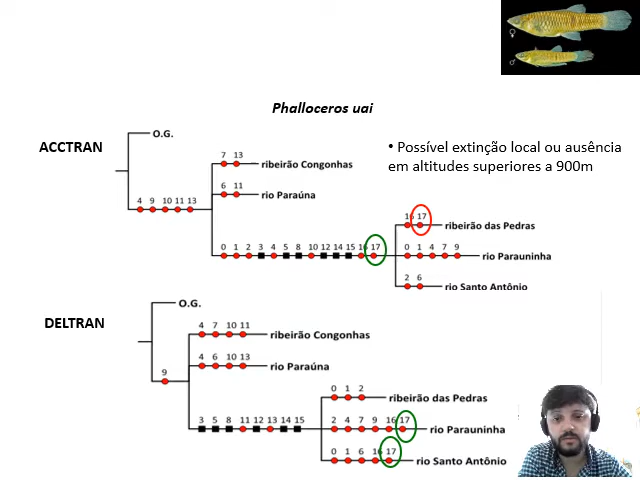 Phalloceros uai
ACCTRAN
• Possível extinção local ou ausência
em altitudes superiores a 900m
O.G.
7 13
ribeirão Congonhas
6 11
rio Paraúna
4 9 10 11 13
16 17
ribeirão das Pedras
0 1 2 3 4 5 8 10 12 14 15 16 17
0 1 4 7 9
rio Parauninha
2 6
rio Santo Antônio
DELTRAN
O.G.
4 7 10 11
ribeirão Congonhas
4 6 10 13
rio Paraúna
9
0 1 2
ribeirão das Pedras
3 5 8 11 12 13 14 15
2 4 7 9 16 17
rio Parauninha
0 1 6 16 17
rio Santo Antônio